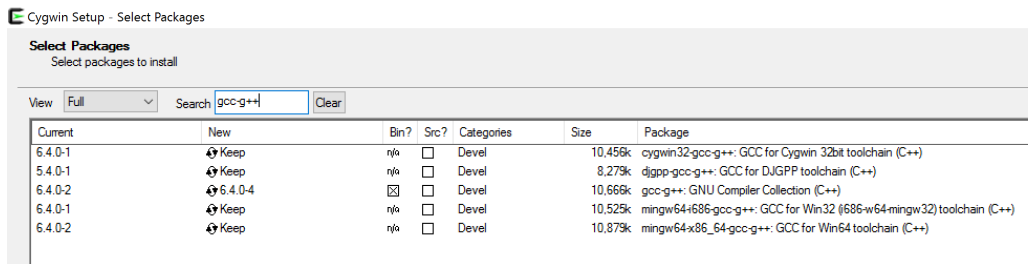 Cygwin Setup - Select Packages
Select Packages
Select packages to install
View Full Search gcc-g++ Clear
Current New Bin? Src? Categories Size Package
6.4.0-1 Keep n/a Devel 10,456k cygwin32-gcc-g++: GCC for Cygwin 32bit toolchain (C++)
5.4.0-1 Keep n/a Devel 8,279k djgpp-gcc-g++: GCC for DJGPP toolchain (C++)
6.4.0-2 6.4.0-4 Devel 10,666k gcc-g++: GNU Compiler Collection (C++)
6.4.0-1 Keep n/a Devel 10,525k mingw64-i686-gcc-g++: GCC for Win32 (i686-w64-mingw32) toolchain (C++)
6.4.0-2 Keep n/a Devel 10,879k mingw64-x86_64-gcc-g++: GCC for Win64 toolchain (C++)